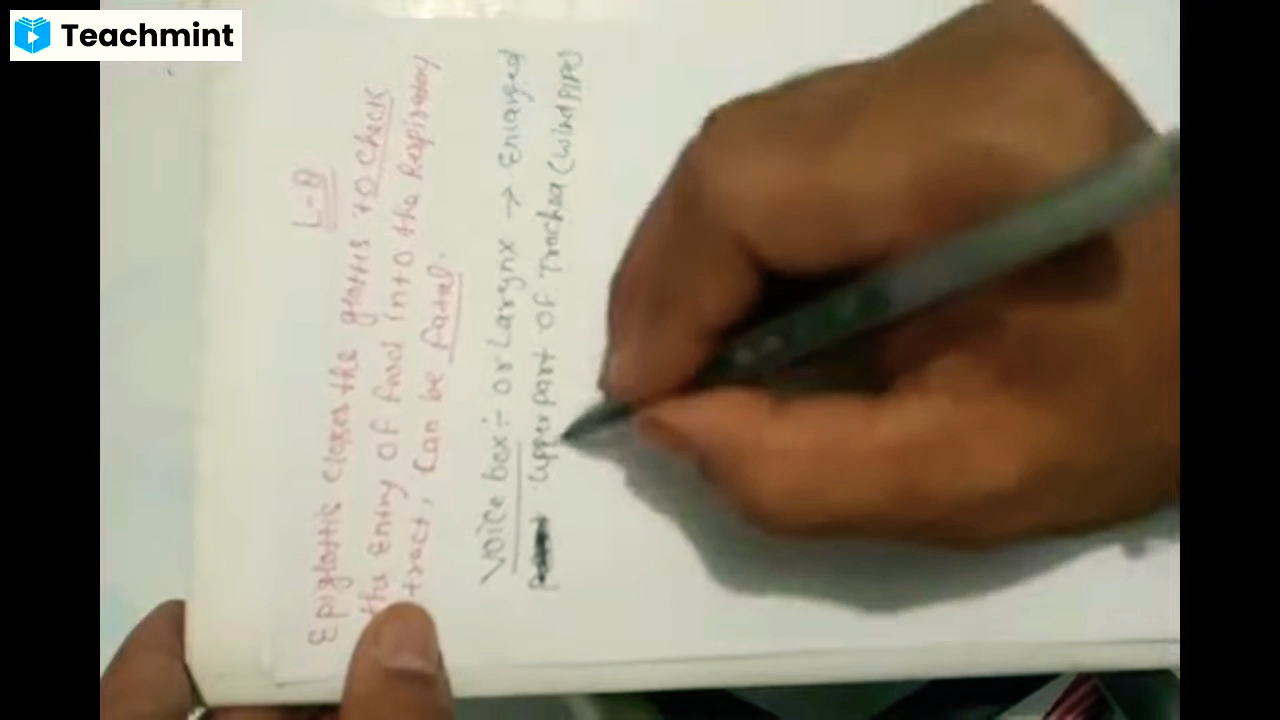 Teachmint
L-8
Epiglottis closes the glottis to check
the entry of food into the Respiratory
tract, can be fatal.
Voice box÷ or Larynx → Enlarged
upper part of Trachea (wind pipe)